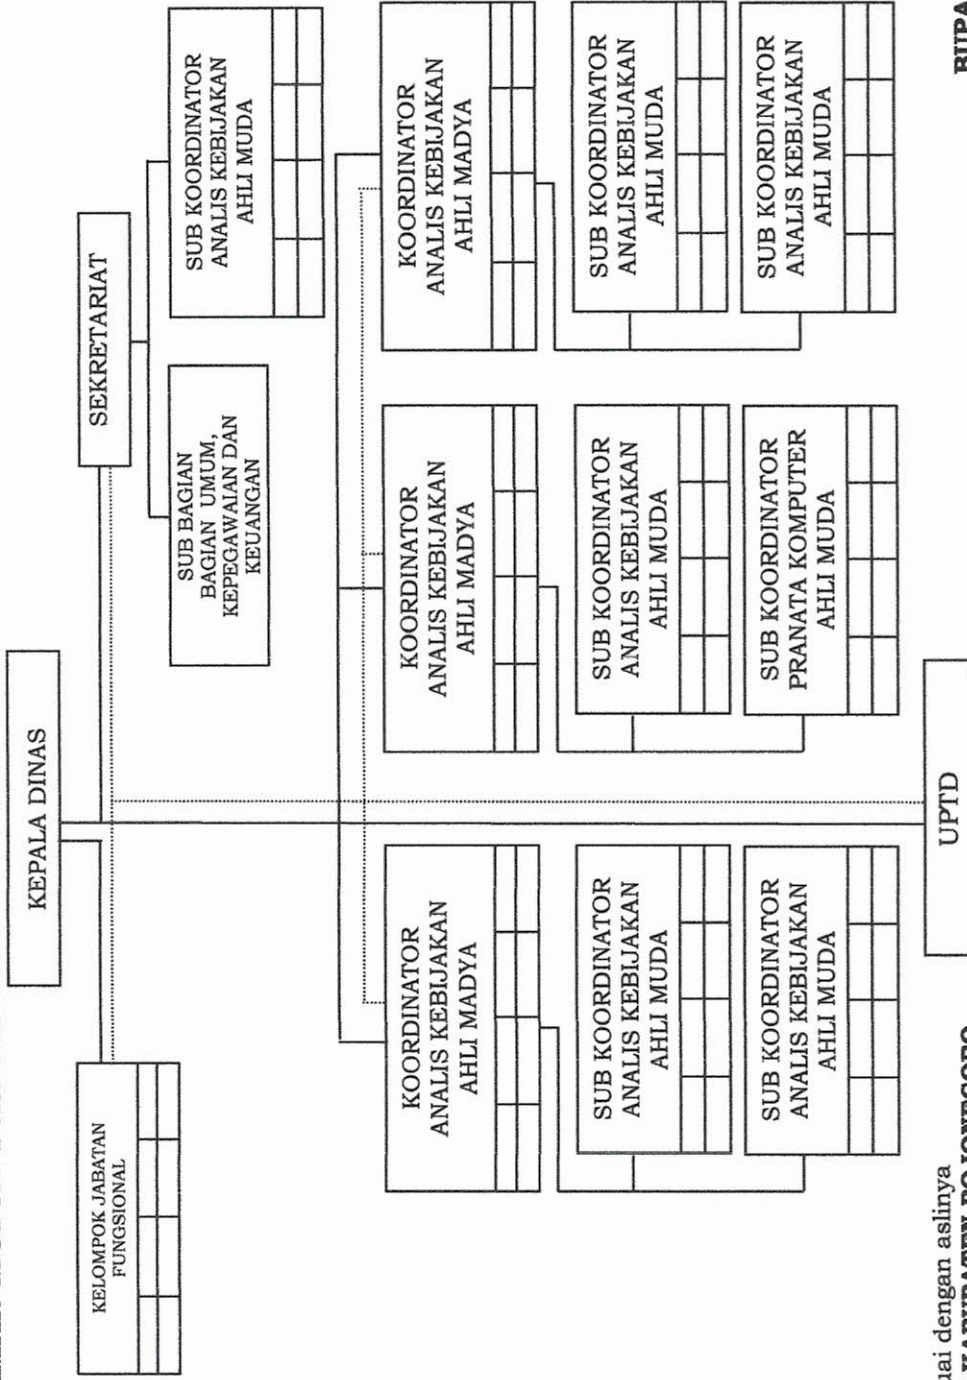 KEPALA DINAS
KELOMPOK JABATAN
FUNGSIONAL
SEKRETARIAT
SUB BAGIAN
BAGIAN UMUM,
KEPEGAWAIAN DAN
KEUANGAN
SUB KOORDINATOR
ANALIS KEBIJAKAN
AHLI MUDA
KOORDINATOR
ANALIS KEBIJAKAN
AHLI MADYA
KOORDINATOR
ANALIS KEBIJAKAN
AHLI MADYA
KOORDINATOR
ANALIS KEBIJAKAN
AHLI MADYA
SUB KOORDINATOR
ANALIS KEBIJAKAN
AHLI MUDA
SUB KOORDINATOR
ANALIS KEBIJAKAN
AHLI MUDA
SUB KOORDINATOR
ANALIS KEBIJAKAN
AHLI MUDA
SUB KOORDINATOR
ANALIS KEBIJAKAN
AHLI MUDA
SUB KOORDINATOR
PRANATA KOMPUTER
AHLI MUDA
SUB KOORDINATOR
ANALIS KEBIJAKAN
AHLI MUDA
UPTD
uai dengan aslinya
KABUPATEN BOJONEGORO
BUPA